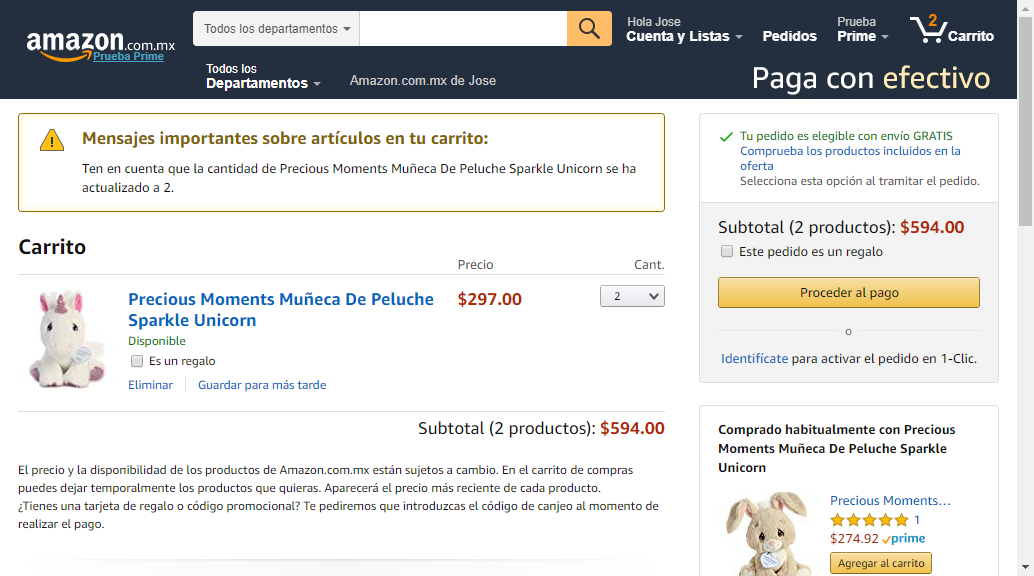 amazon.com.mx
Prueba Prime
Todos los departamentos
Hola Jose
Cuenta y Listas
Pedidos
Prueba
Prime
2
Carrito
Todos los
Departamentos
Amazon.com.mx de Jose
Paga con efectivo
Mensajes importantes sobre artículos en tu carrito:
Ten en cuenta que la cantidad de Precious Moments Muñeca De Peluche Sparkle Unicorn se ha
actualizado a 2.
Carrito
Precio
Cant.
Precious Moments Muñeca De Peluche
Sparkle Unicorn
$297.00
2
Disponible
Es un regalo
Eliminar
Guardar para más tarde
Subtotal (2 productos): $594.00
El precio y la disponibilidad de los productos de Amazon.com.mx están sujetos a cambio. En el carrito de compras
puedes dejar temporalmente los productos que quieras. Aparecerá el precio más reciente de cada producto.
¿Tienes una tarjeta de regalo o código promocional? Te pediremos que introduzcas el código de canjeo al momento de
realizar el pago.
Tu pedido es elegible con envío GRATIS
Comprueba los productos incluidos en la
oferta
Selecciona esta opción al tramitar el pedido.
Subtotal (2 productos): $594.00
Este pedido es un regalo
Proceder al pago
o
Identifícate para activar el pedido en 1-Clic.
Comprado habitualmente con Precious
Moments Muñeca De Peluche Sparkle
Unicorn
Precious Moments...
1
$274.92 prime
Agregar al carrito